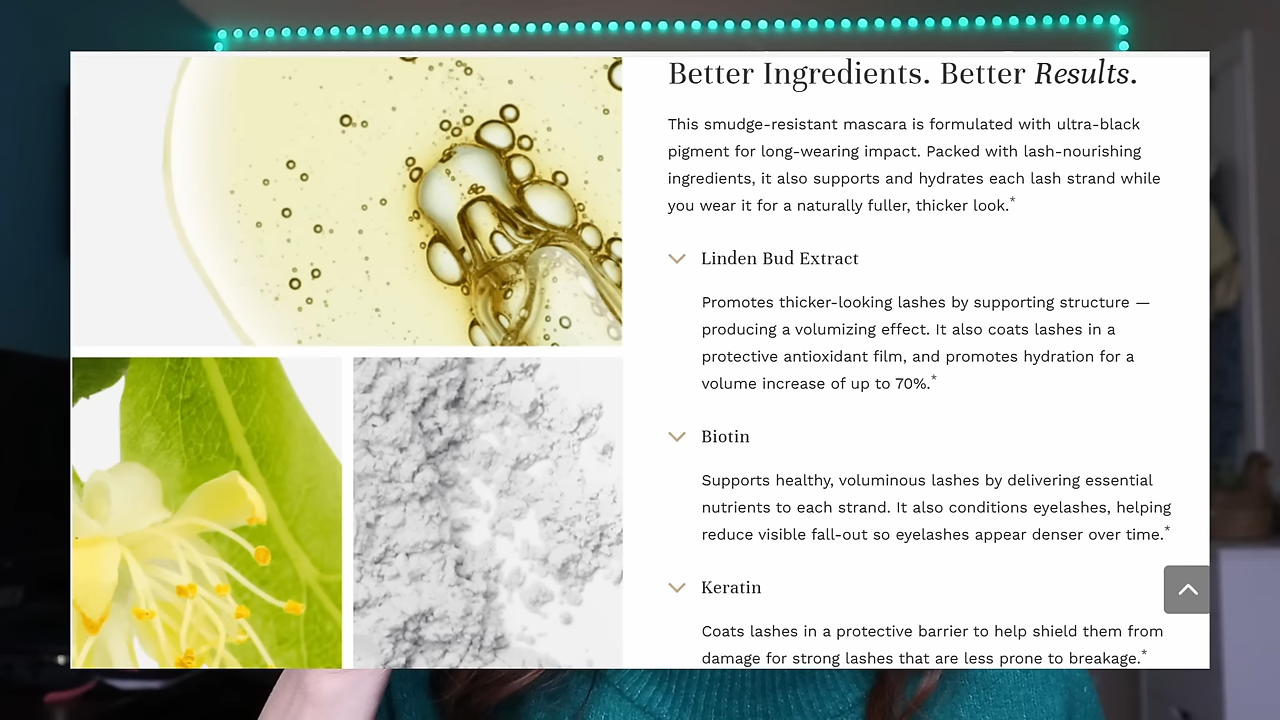 Better Ingredients. Better Results.
This smudge-resistant mascara is formulated with ultra-black
pigment for long-wearing impact. Packed with lash-nourishing
ingredients, it also supports and hydrates each lash strand while
you wear it for a naturally fuller, thicker look.*
Linden Bud Extract
Promotes thicker-looking lashes by supporting structure —
producing a volumizing effect. It also coats lashes in a
protective antioxidant film, and promotes hydration for a
volume increase of up to 70%.*
Biotin
Supports healthy, voluminous lashes by delivering essential
nutrients to each strand. It also conditions eyelashes, helping
reduce visible fall-out so eyelashes appear denser over time.*
Keratin
Coats lashes in a protective barrier to help shield them from
damage for strong lashes that are less prone to breakage.*